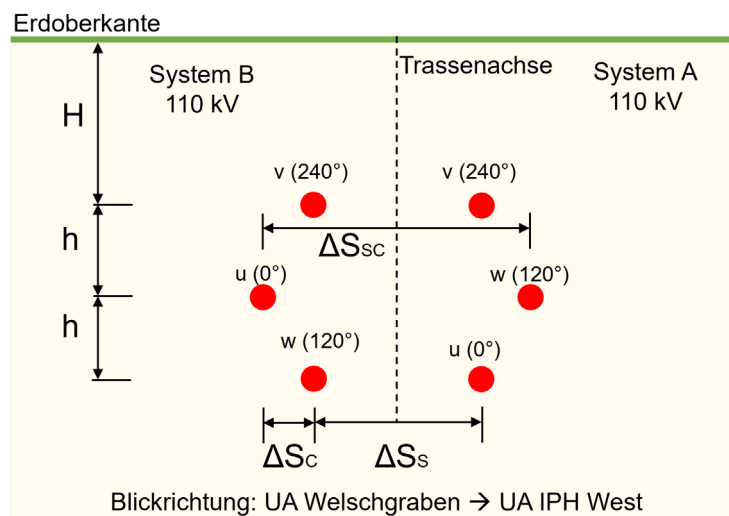 Erdoberkante
System B
110 kV
Trassenachse
System A
110 kV
H
v (240°)
v (240°)
h
ΔSSC
u (0°)
w (120°)
h
w (120°)
u (0°)
ΔSC
ΔSS
Blickrichtung: UA Welschgraben → UA IPH West